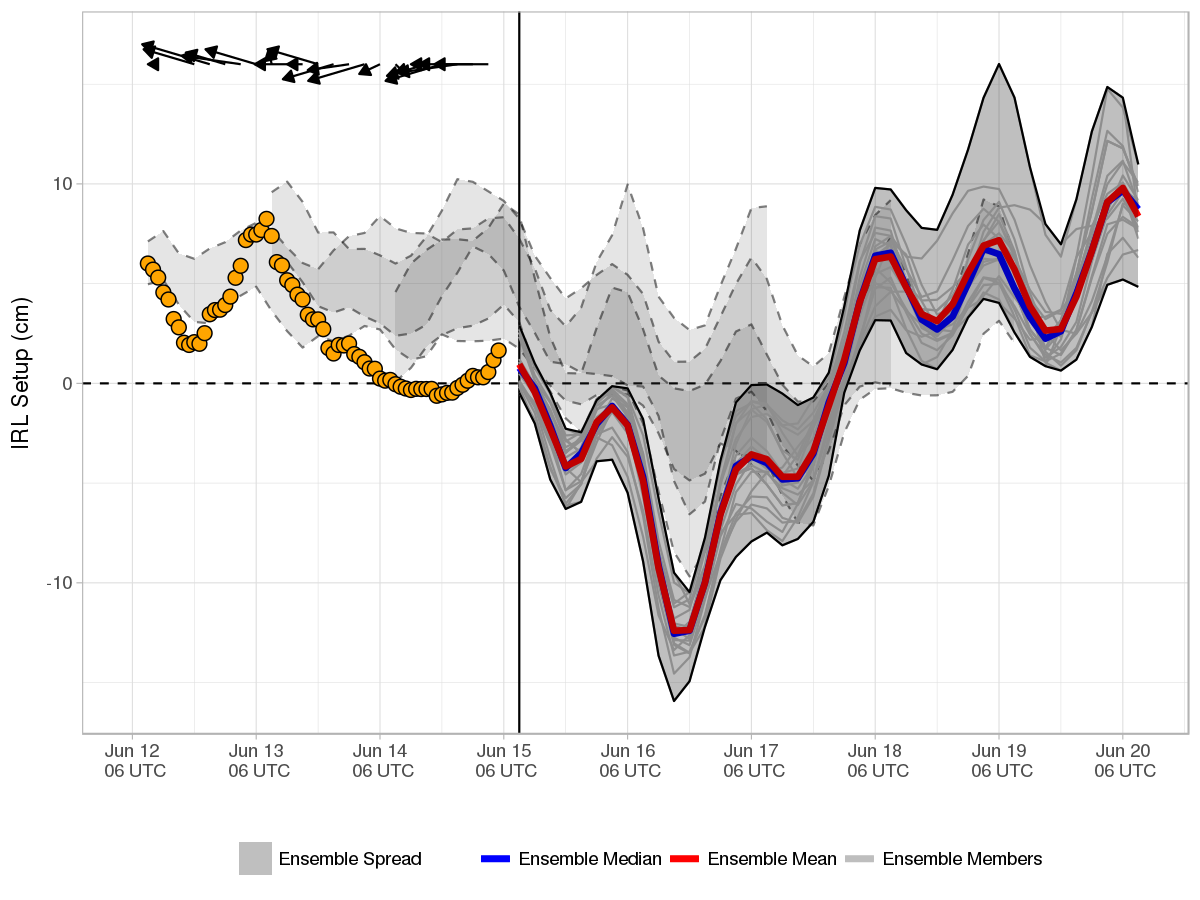 IRL Setup (cm)
10
0
-10
Jun 12 Jun 13 Jun 14 Jun 15 Jun 16 Jun 17 Jun 18 Jun 19 Jun 20
06 UTC 06 UTC 06 UTC 06 UTC 06 UTC 06 UTC 06 UTC 06 UTC 06 UTC
Ensemble Spread Ensemble Median Ensemble Mean Ensemble Members